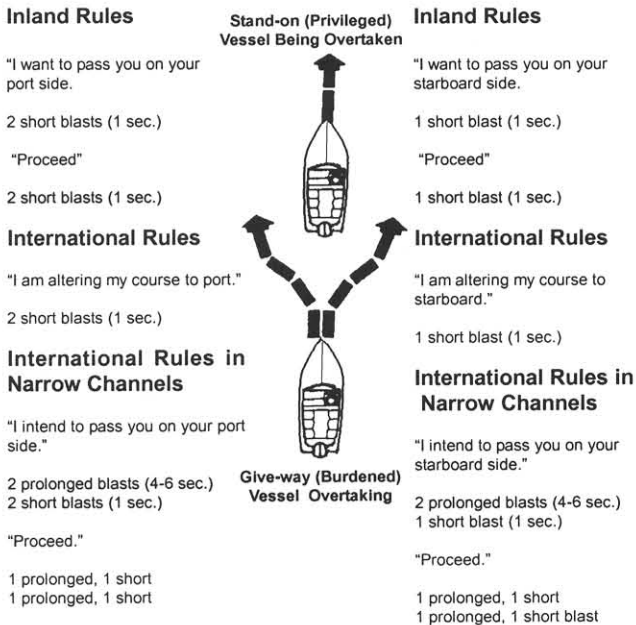 Inland Rules
"I want to pass you on your
port side.
2 short blasts (1 sec.)
"Proceed"
2 short blasts (1 sec.)
International Rules
"I am altering my course to port."
2 short blasts (1 sec.)
International Rules in
Narrow Channels
"I intend to pass you on your port
side."
2 prolonged blasts (4-6 sec.)
2 short blasts (1 sec.)
"Proceed."
1 prolonged, 1 short
1 prolonged, 1 short
Stand-on (Privileged)
Vessel Being Overtaken
Give-way (Burdened)
Vessel Overtaking
Inland Rules
"I want to pass you on your
starboard side.
1 short blast (1 sec.)
"Proceed"
1 short blast (1 sec.)
International Rules
"I am altering my course to
starboard."
1 short blast (1 sec.)
International Rules in
Narrow Channels
"I intend to pass you on your
starboard side."
2 prolonged blasts (4-6 sec.)
1 short blast (1 sec.)
"Proceed."
1 prolonged, 1 short
1 prolonged, 1 short blast